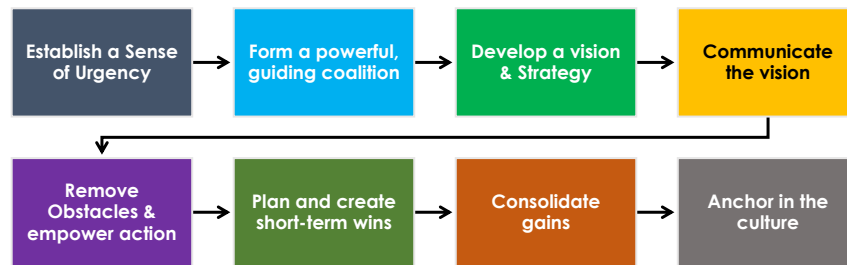 Establish a Sense
of Urgency
Form a powerful,
guiding coalition
Develop a vision
& Strategy
Communicate
the vision
Remove
Obstacles &
empower action
Plan and create
short-term wins
Consolidate
gains
Anchor in the
culture